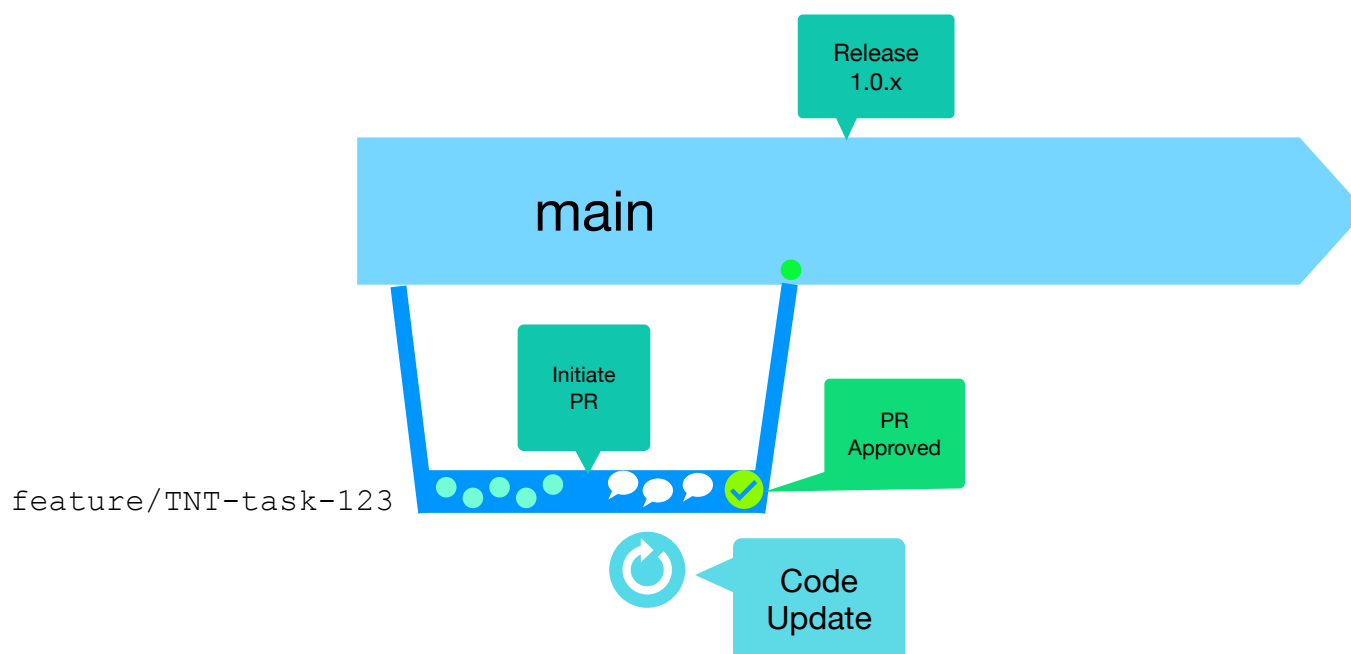 Release
1.0.x
main
Initiate
PR
PR
Approved
feature/TNT-task-123
Code
Update